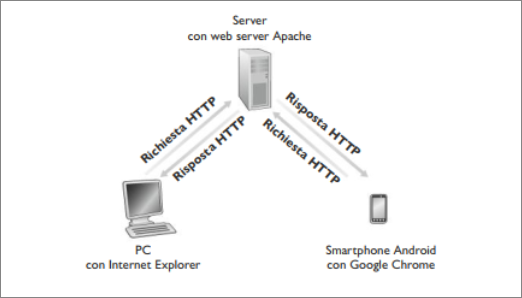 Server
con web server Apache
Richiesta HTTP
Risposta HTTP
Risposta HTTP
Richiesta HTTP
PC
con Internet Explorer
Smartphone Android
con Google Chrome